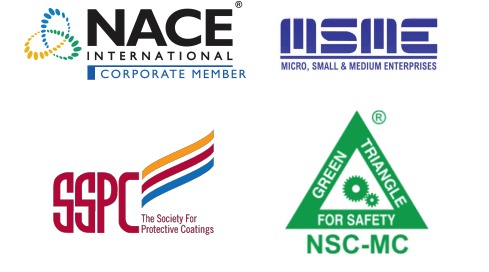 NACE®
INTERNATIONAL
CORPORATE MEMBER
MSME
MICRO, SMALL & MEDIUM ENTERPRISES
SSPC
The Society For
Protective Coatings
®
GREEN TRIANGLE
FOR SAFETY
NSC-MC